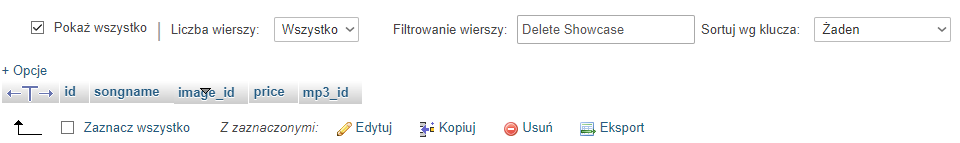 Pokaż wszystko | Liczba wierszy: Wszystko Filtrowanie wierszy: Delete Showcase Sortuj wg klucza: Żaden
+ Opcje
←T→ id songname image_id price mp3_id
Zaznacz wszystko Z zaznaczonymi: Edytuj Kopiuj Usuń Eksport